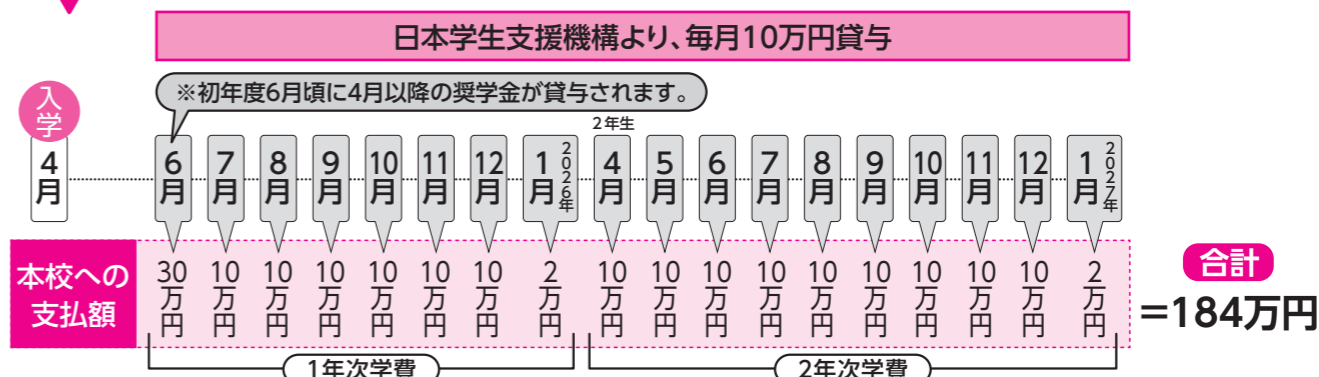 日本学生支援機構より、毎月10万円貸与
※初年度6月頃に4月以降の奨学金が貸与されます。
入学
2年生
4月
6月
7月
8月
9月
10月
11月
12月
1月
2026年
4月
5月
6月
7月
8月
9月
10月
11月
12月
1月
2027年
本校への
支払額
30万円
10万円
10万円
10万円
10万円
10万円
10万円
2万円
10万円
10万円
10万円
10万円
10万円
10万円
10万円
10万円
10万円
2万円
合計
=184万円
1年次学費
2年次学費